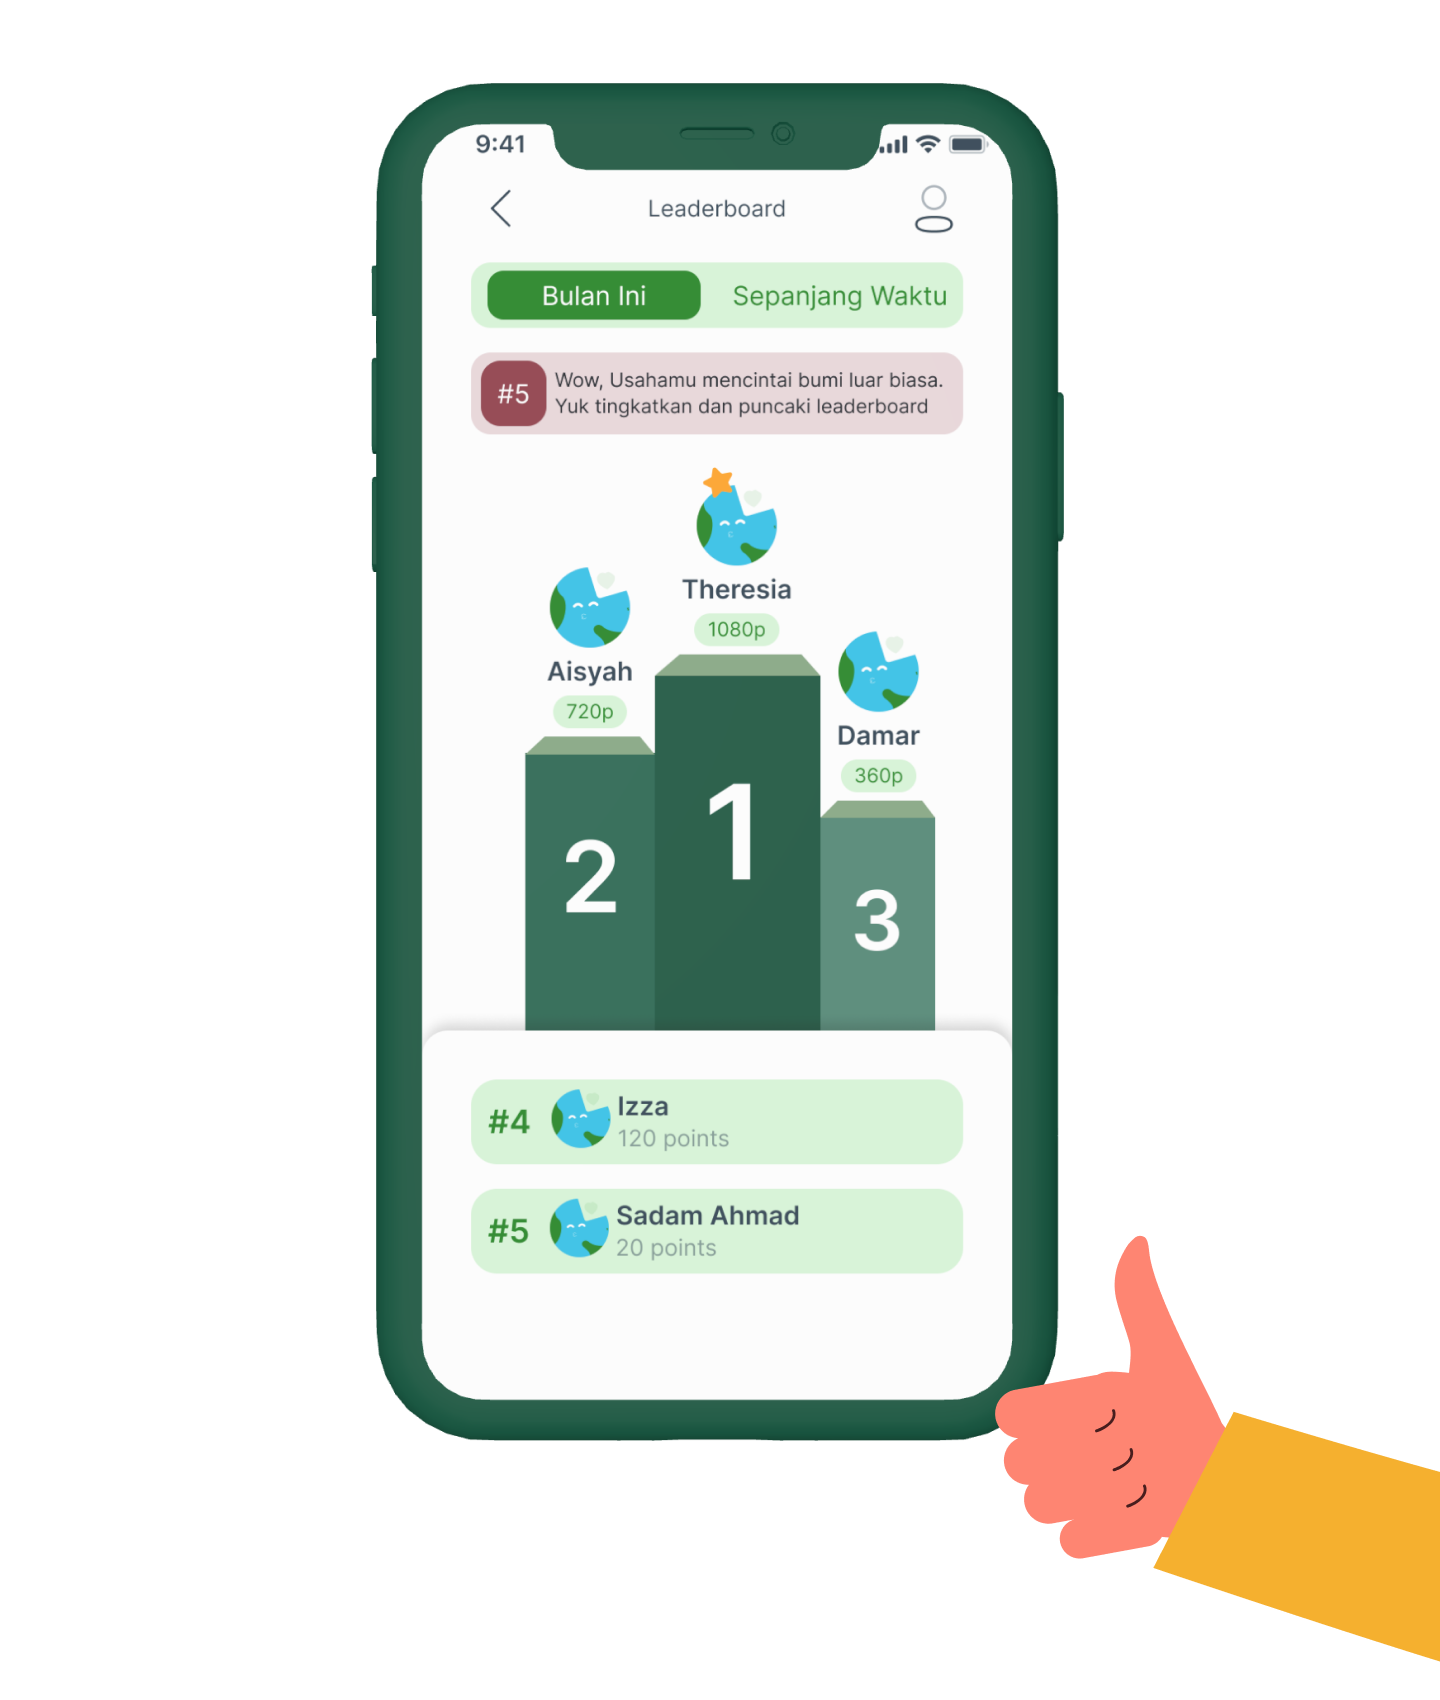 9:41
Leaderboard
Bulan Ini
Sepanjang Waktu
#5
Wow, Usahamu mencintai bumi luar biasa.
Yuk tingkatkan dan puncaki leaderboard
Theresia
1080p
Aisyah
720p
Damar
360p
2
1
3
#4
Izza
120 points
#5
Sadam Ahmad
20 points